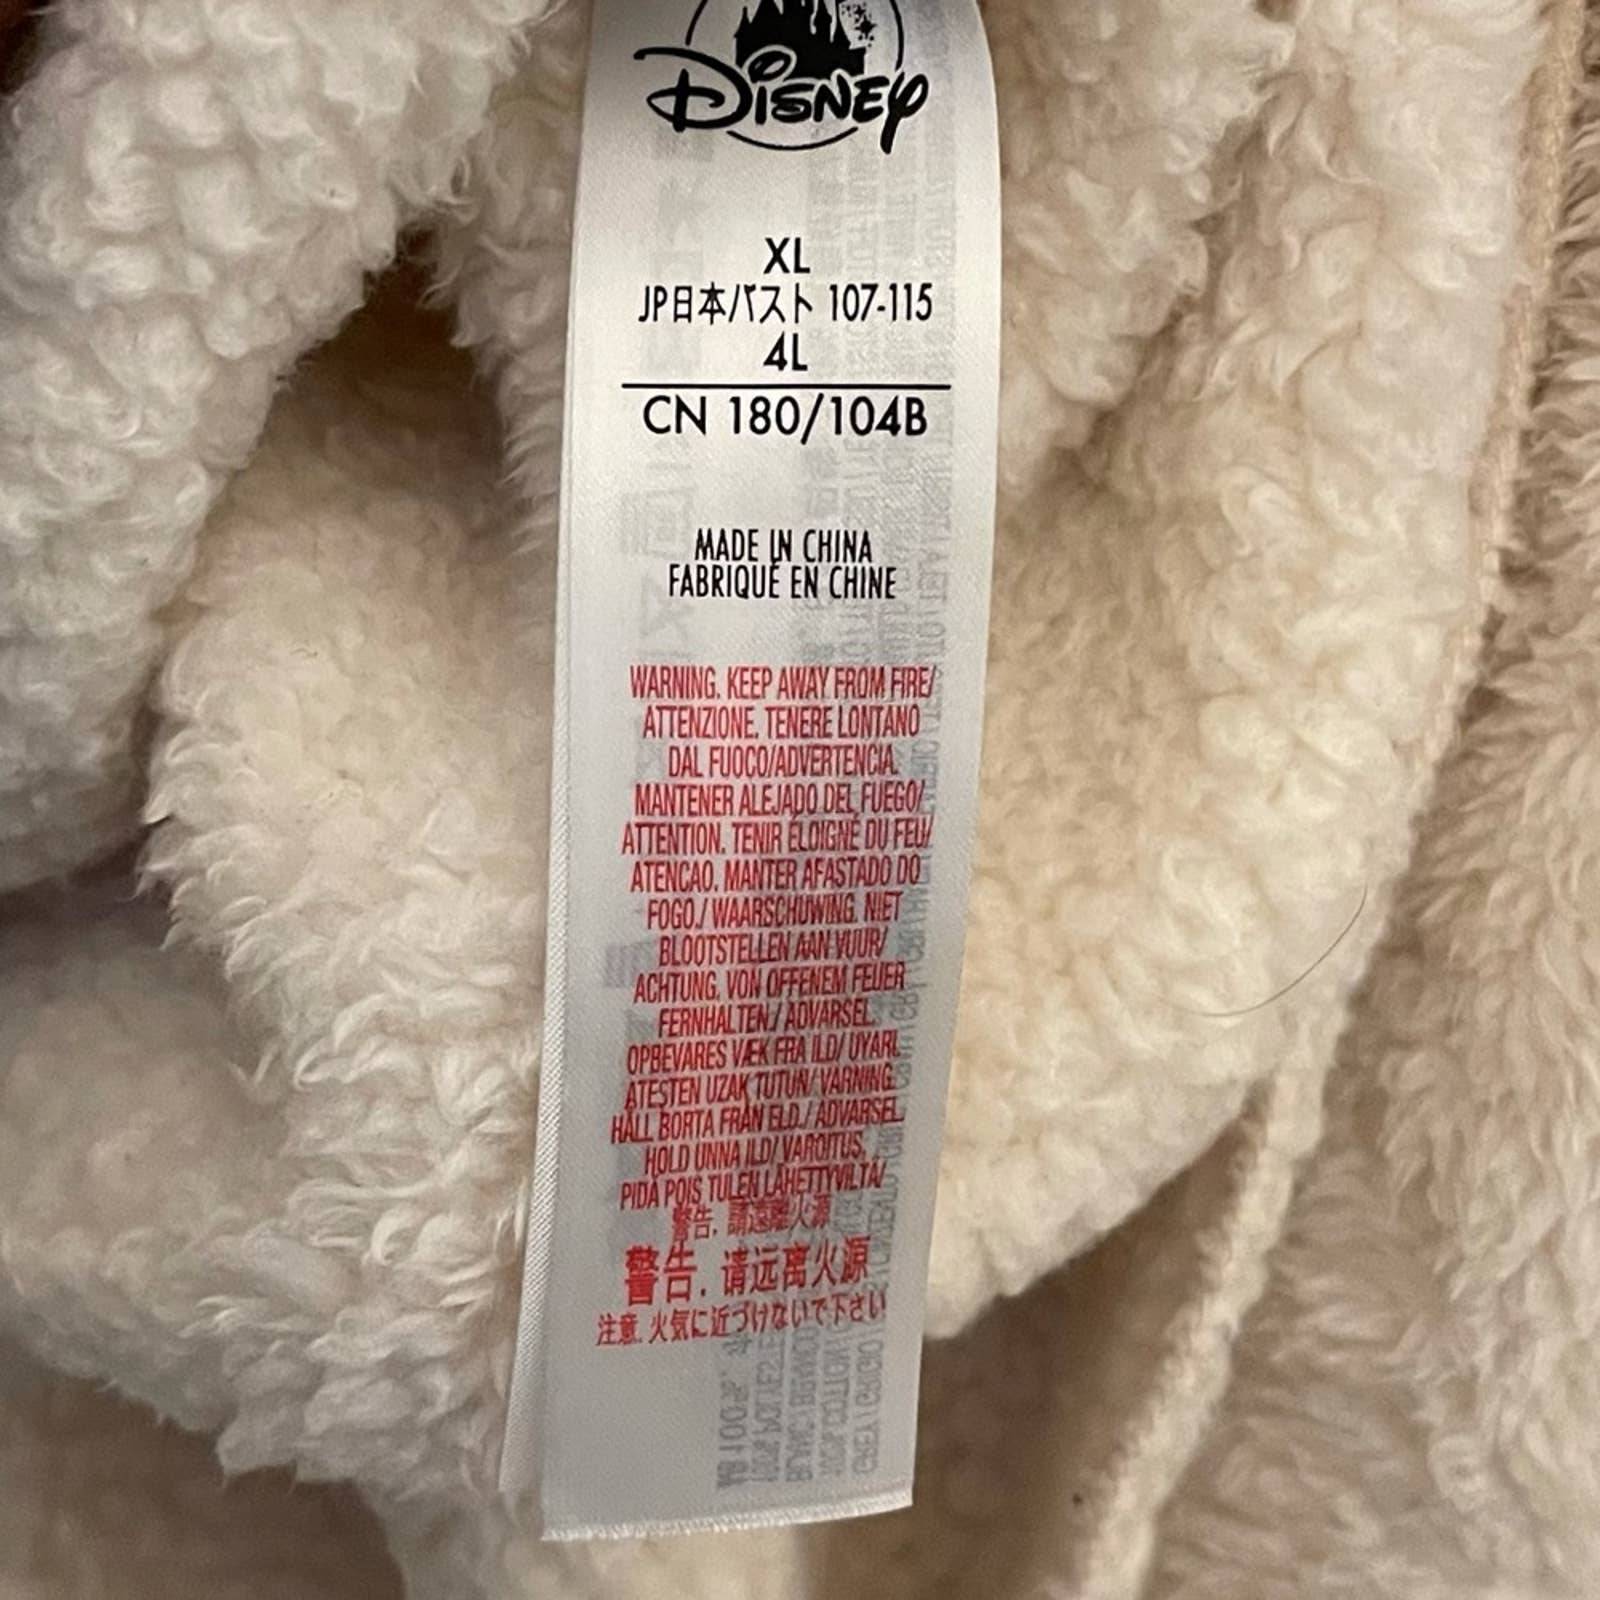 Disney
XL
JP日本バスト 107-115
4L
CN 180/104B
MADE IN CHINA
FABRIQUÉ EN CHINE
WARNING. KEEP AWAY FROM FIRE/
ATTENZIONE. TENERE LONTANO
DAL FUOCO/ADVERTENCIA.
MANTENER ALEJADO DEL FUEGO/
ATTENTION. TENIR ÉLOIGNÉ DU FEU/
ATENCAO. MANTER AFASTADO DO
FOGO./ WAARSCHUWING. NIET
BLOOTSTELLEN AAN VUUR/
ACHTUNG. VON OFFENEM FEUER
FERNHALTEN./ ADVARSEL.
OPBEVARES VÆK FRA ILD/ UYARI.
ATESTEN UZAK TUTUN/ VARNING.
HÅLL BORTA FRÅN ELD./ ADVARSEL.
HOLD UNNA ILD/ VAROITUS.
PIDÄ POIS TULEN LÄHETTYVILTÄ/
警告. 請遠離火源
警告. 请远离火源
注意. 火気に近づけないで下さい